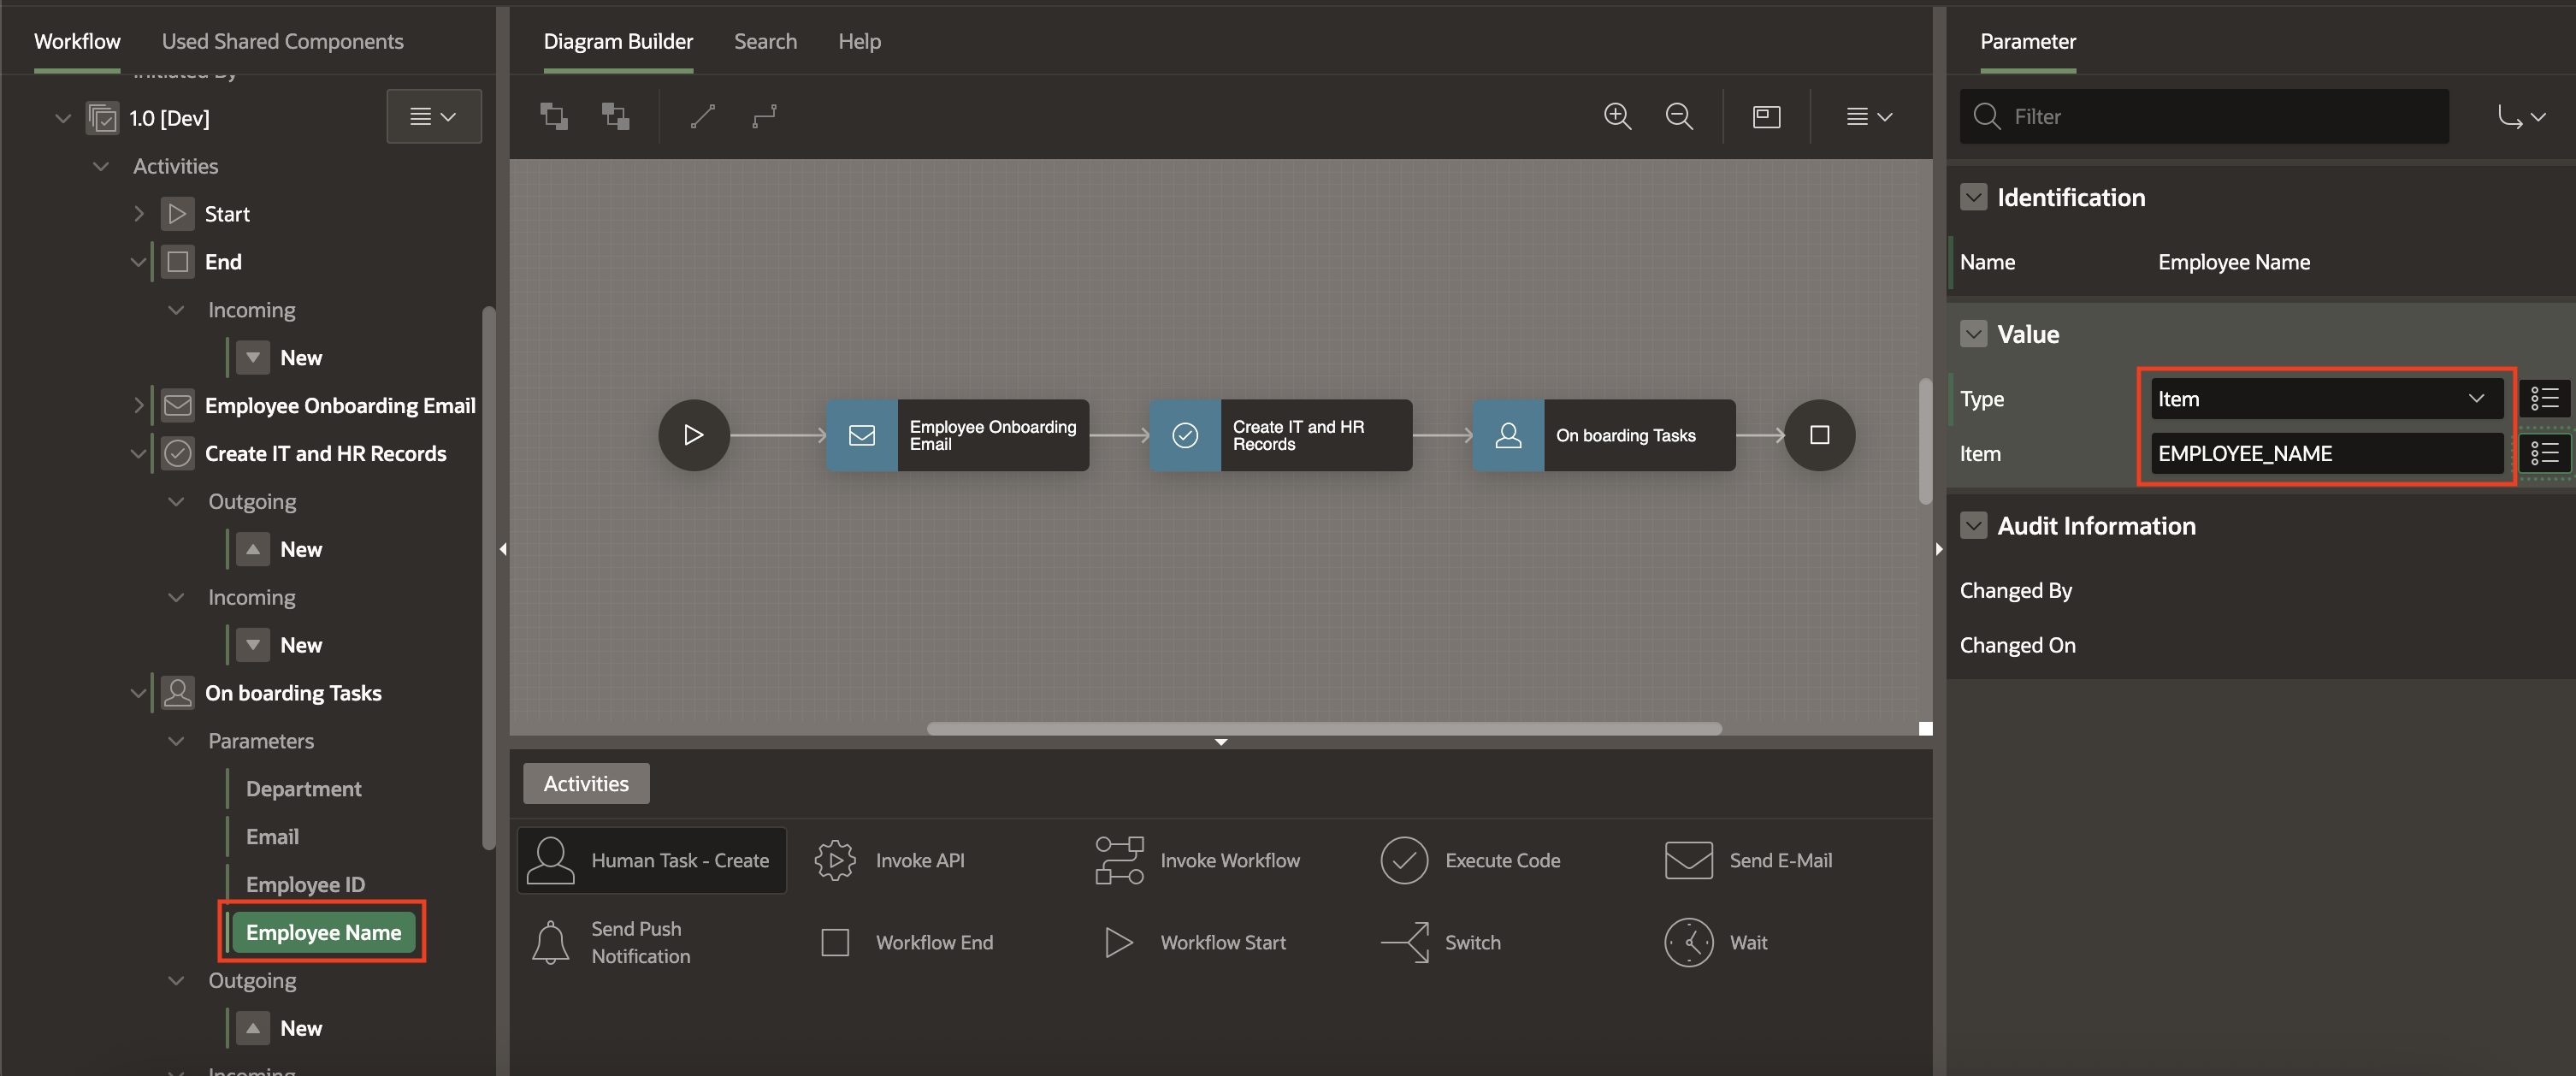 Workflow
Used Shared Components
Initiated By
1.0 [Dev]
Activities
Start
End
Incoming
New
Employee Onboarding Email
Create IT and HR Records
Outgoing
New
Incoming
New
On boarding Tasks
Parameters
Department
Email
Employee ID
Employee Name
Outgoing
New
Incoming
Diagram Builder
Search
Help
Employee Onboarding
Email
Create IT and HR
Records
On boarding Tasks
Activities
Human Task - Create
Invoke API
Invoke Workflow
Execute Code
Send E-Mail
Send Push
Notification
Workflow End
Workflow Start
Switch
Wait
Parameter
Filter
Identification
Name
Employee Name
Value
Type
Item
Item
EMPLOYEE_NAME
Audit Information
Changed By
Changed On